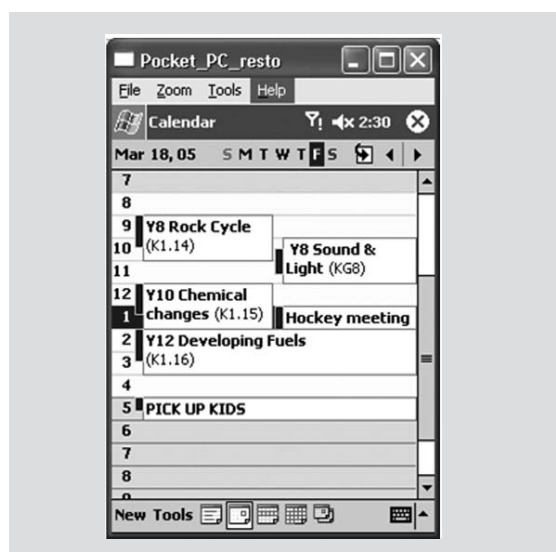 Pocket_PC_resto
File Zoom Tools Help
Calendar 2:30
Mar 18, 05 S M T W T F S
7
8
9 Y8 Rock Cycle
10 (K1.14) Y8 Sound &
11 Light (KG8)
12 Y10 Chemical
1 changes (K1.15) Hockey meeting
2 Y12 Developing Fuels
3 (K1.16)
4
5 PICK UP KIDS
6
7
8
9
New Tools